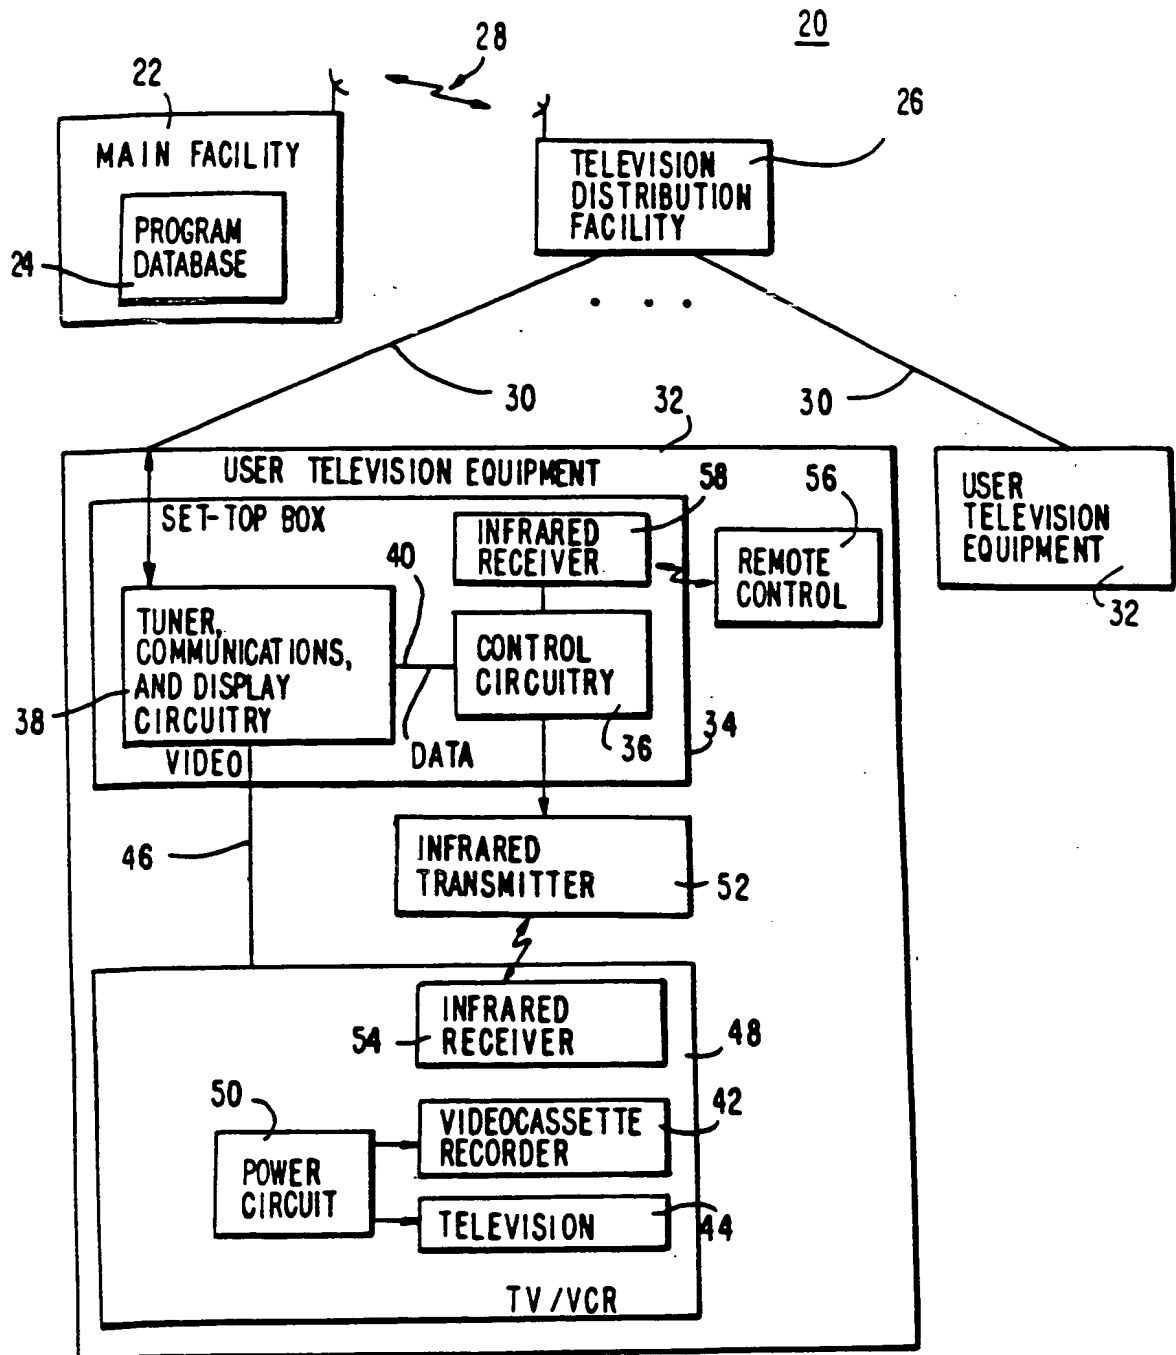 20
28
22
26
MAIN FACILITY
TELEVISION
DISTRIBUTION
FACILITY
PROGRAM
DATABASE
24
30
30
32
USER TELEVISION EQUIPMENT
58
56
USER
TELEVISION
EQUIPMENT
32
SET-TOP BOX
INFRARED
RECEIVER
REMOTE
CONTROL
40
TUNER,
COMMUNICATIONS,
AND DISPLAY
CIRCUITRY
CONTROL
CIRCUITRY
38
36
34
VIDEO
DATA
46
INFRARED
TRANSMITTER
52
INFRARED
RECEIVER
54
48
50
42
VIDEOCASSETTE
RECORDER
POWER
CIRCUIT
TELEVISION
44
TV/VCR